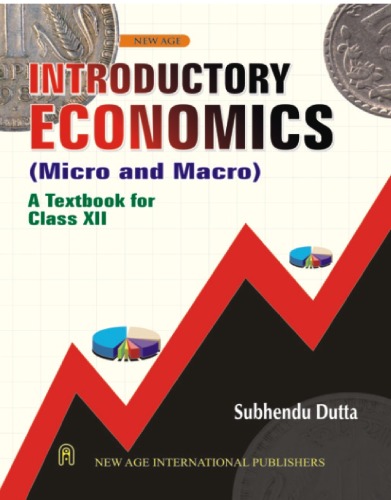 NEW AGE
INTRODUCTORY
ECONOMICS
(Micro and Macro)
A Textbook for
Class XII
Subhendu Dutta
NEW AGE INTERNATIONAL PUBLISHERS